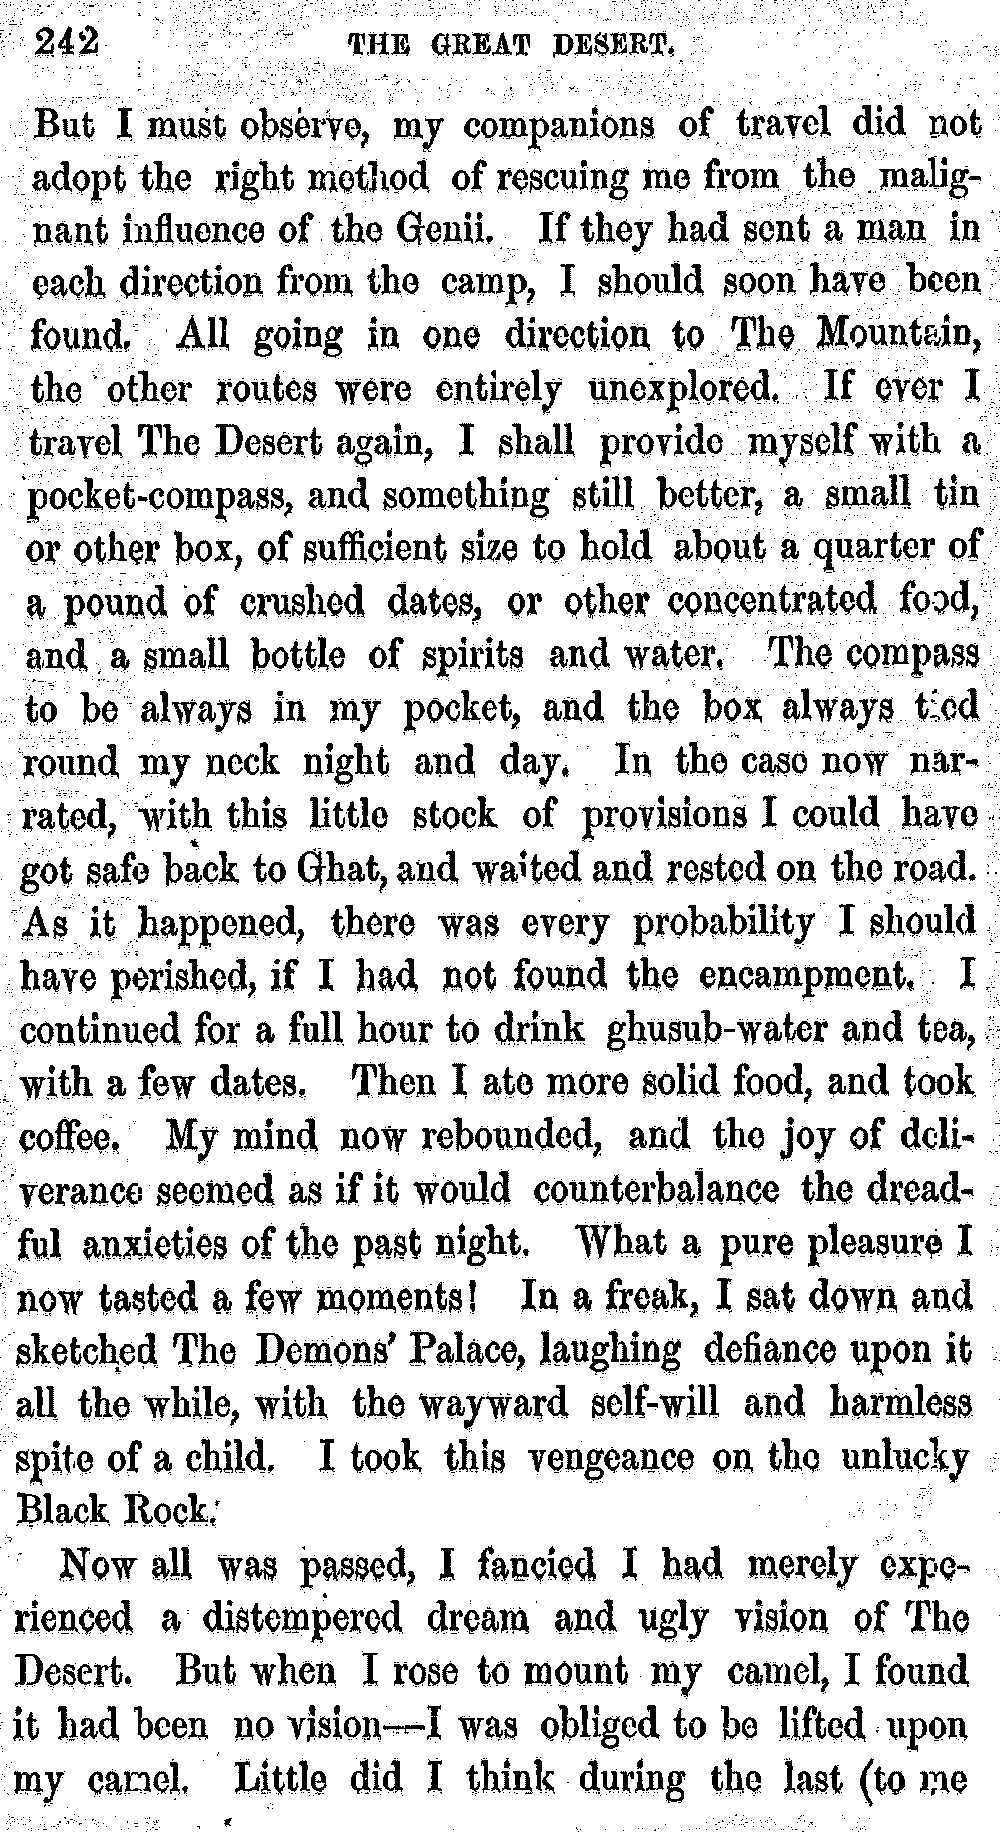 242 THE GREAT DESERT.
But I must observe, my companions of travel did not
adopt the right method of rescuing me from the malig-
nant influence of the Genii. If they had sent a man in
each direction from the camp, I should soon have been
found. All going in one direction to The Mountain,
the other routes were entirely unexplored. If ever I
travel The Desert again, I shall provide myself with a
pocket-compass, and something still better, a small tin
or other box, of sufficient size to hold about a quarter of
a pound of crushed dates, or other concentrated food,
and a small bottle of spirits and water. The compass
to be always in my pocket, and the box always tied
round my neck night and day. In the case now nar-
rated, with this little stock of provisions I could have
got safe back to Ghat, and waited and rested on the road.
As it happened, there was every probability I should
have perished, if I had not found the encampment. I
continued for a full hour to drink ghusub-water and tea,
with a few dates. Then I ate more solid food, and took
coffee. My mind now rebounded, and the joy of deli-
verance seemed as if it would counterbalance the dread-
ful anxieties of the past night. What a pure pleasure I
now tasted a few moments! In a freak, I sat down and
sketched The Demons' Palace, laughing defiance upon it
all the while, with the wayward self-will and harmless
spite of a child. I took this vengeance on the unlucky
Black Rock.
Now all was passed, I fancied I had merely expe-
rienced a distempered dream and ugly vision of The
Desert. But when I rose to mount my camel, I found
it had been no vision—I was obliged to be lifted upon
my camel. Little did I think during the last (to me